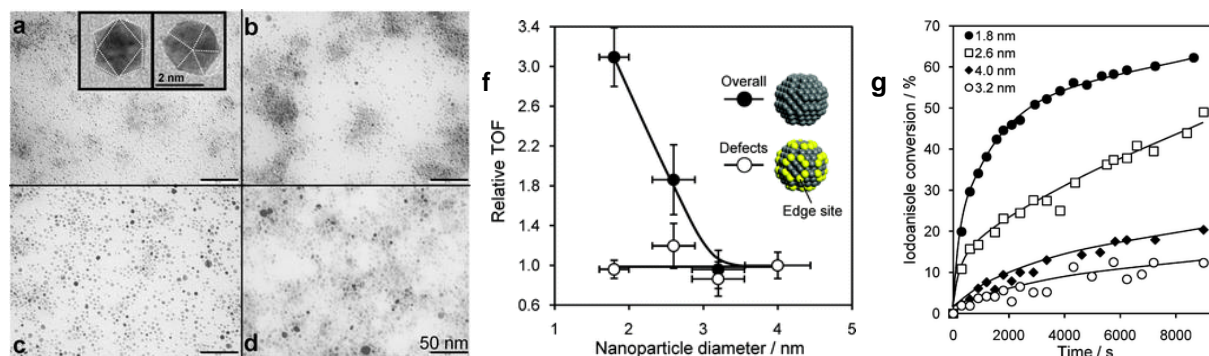 a
b
2 nm
c
d
50 nm
f
3.4
3.0
2.6
2.2
1.8
1.4
1.0
0.6
Relative TOF
Overall
Defects
Edge site
1
2
3
4
5
Nanoparticle diameter / nm
g
70
60
50
40
30
20
10
0
Iodoanisole conversion / %
1.8 nm
2.6 nm
4.0 nm
3.2 nm
0
2000
4000
6000
8000
Time / s